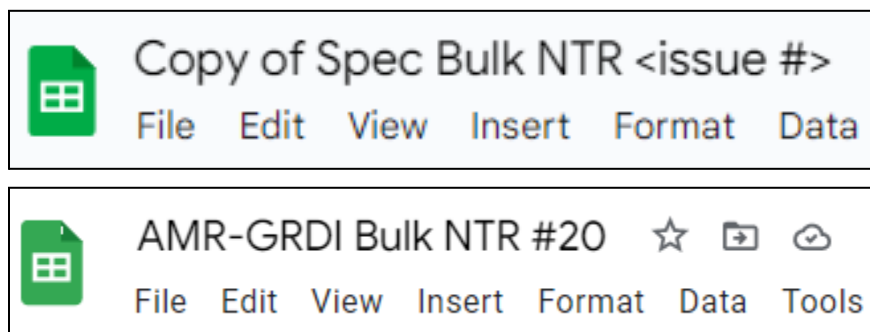 Copy of Spec Bulk NTR <issue #>
File Edit View Insert Format Data
AMR-GRDI Bulk NTR #20
File Edit View Insert Format Data Tools